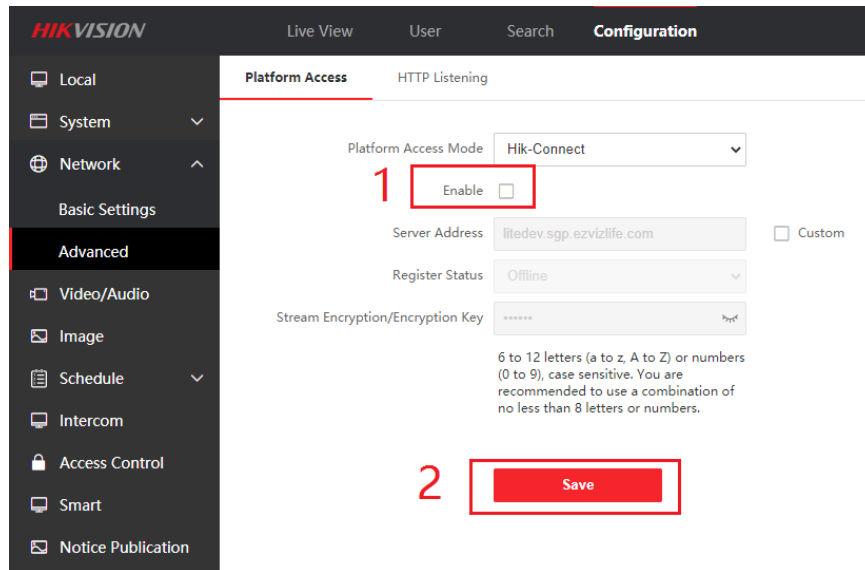 HIKVISION
Live View
User
Search
Configuration
Local
System
Network
Basic Settings
Advanced
Video/Audio
Image
Schedule
Intercom
Access Control
Smart
Notice Publication
Platform Access
HTTP Listening
Platform Access Mode
Hik-Connect
1
Enable
Server Address
litedev.sgp.ezvizlife.com
Custom
Register Status
Offline
Stream Encryption/Encryption Key
••••••
6 to 12 letters (a to z, A to Z) or numbers
(0 to 9), case sensitive. You are
recommended to use a combination of
no less than 8 letters or numbers.
2
Save